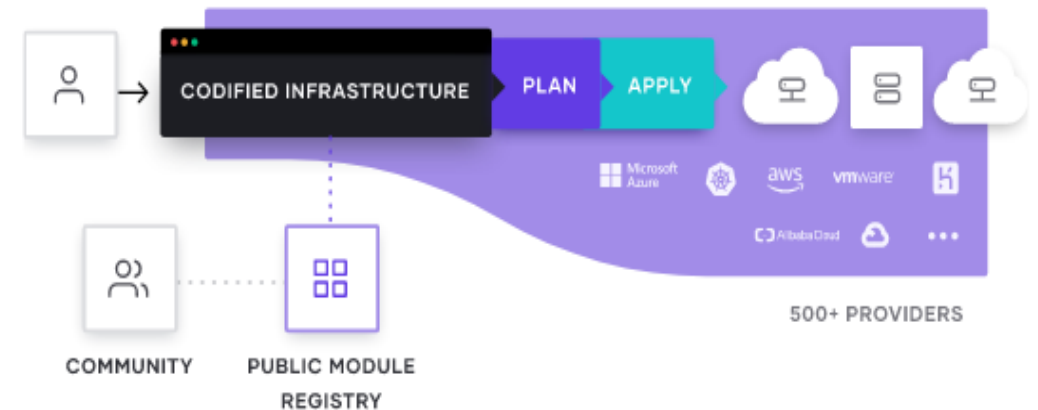 CODIFIED INFRASTRUCTURE
PLAN
APPLY
Microsoft
Azure
aws
vmware
Alibaba Cloud
500+ PROVIDERS
COMMUNITY
PUBLIC MODULE
REGISTRY